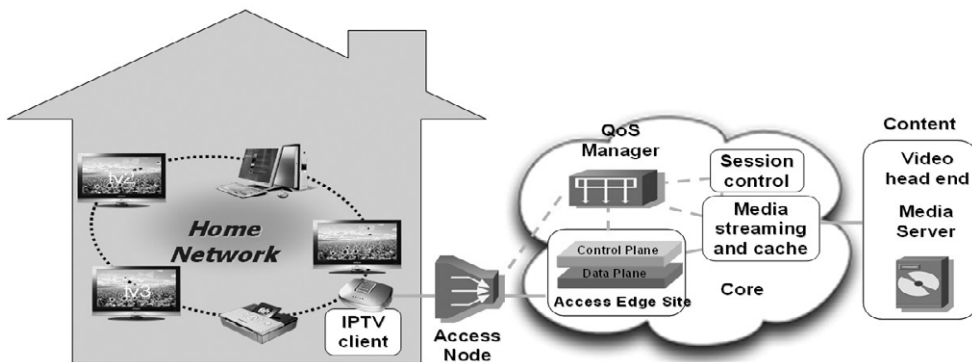 tv2
Home
Network
tv3
IPTV
client
Access
Node
QoS
Manager
Session
control
Media
streaming
and cache
Control Plane
Data Plane
Access Edge Site
Core
Content
Video
head end
Media
Server